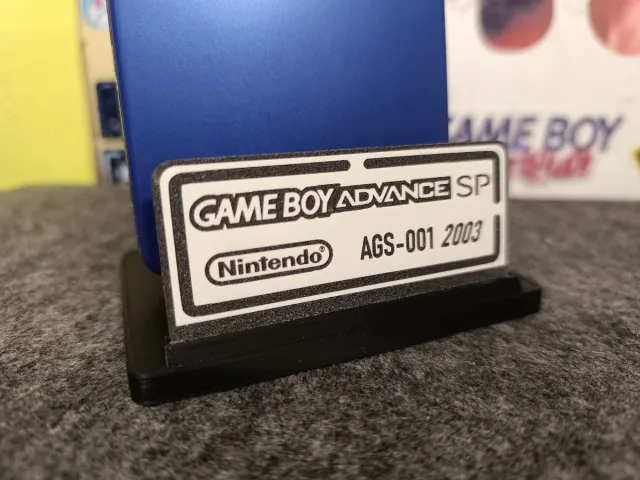 GAME BOY ADVANCE SP
Nintendo®
AGS-001 2003
GAME BOY